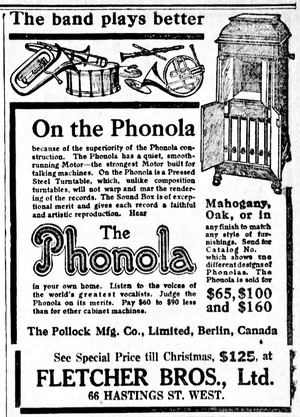 The band plays better
On the Phonola
because of the superiority of the Phonola con-
struction. The Phonola has a quiet, smooth-
running Motor—the strongest Motor built for
talking machines. On the Phonola is a Pressed
Steel Turntable, which, unlike composition
turntables, will not warp and mar the render-
ing of the records. The Sound Box is of excep-
tional merit and gives each record a faithful
and artistic reproduction. Hear
The
Phonola
in your own home. Listen to the voices of
the world's greatest vocalists. Judge the
Phonola on its merits. Pay $60 to $90 less
than for other cabinet machines.
Mahogany,
Oak, or in
any finish to match
any style of fur-
nishings. Send for
Catalog No.
which shows the
different designs of
Phonolas. The
Phonola is sold for
$65, $100
and $160
The Pollock Mfg. Co., Limited, Berlin, Canada
See Special Price till Christmas, $125, at
FLETCHER BROS., Ltd.
66 HASTINGS ST. WEST.